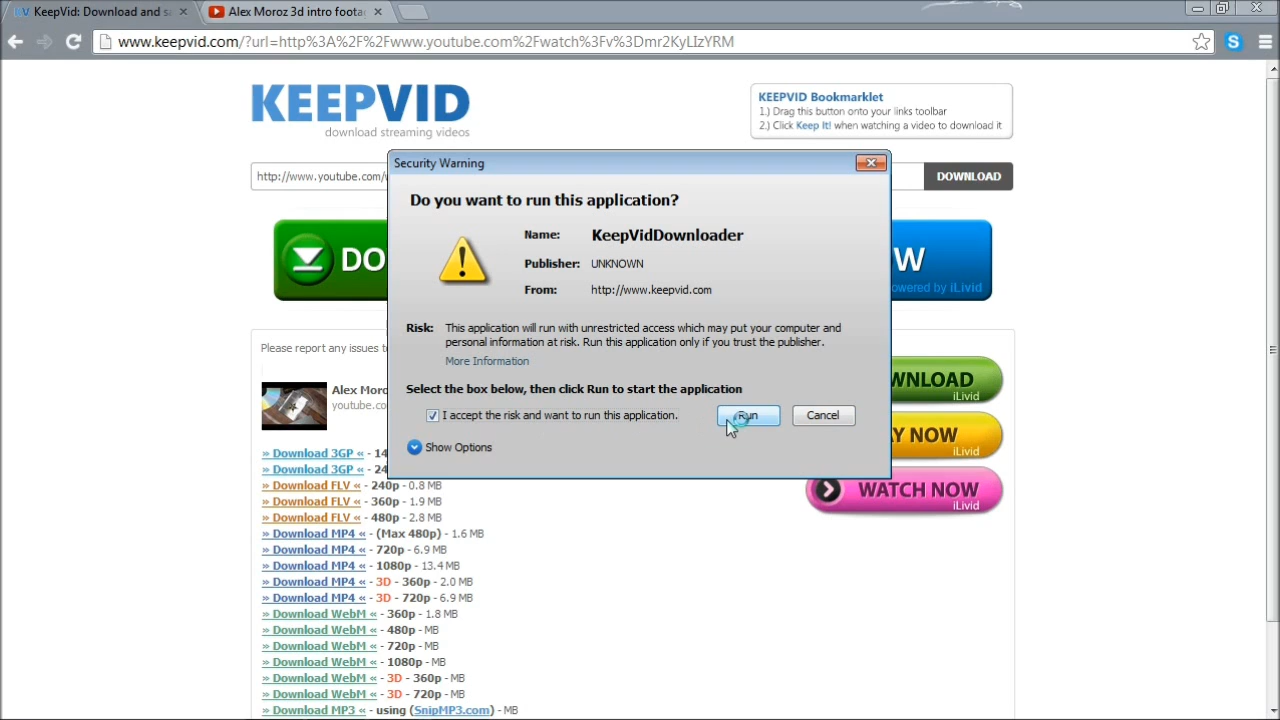 KeepVid: Download and sa
Alex Moroz 3d intro footag
www.keepvid.com/?url=http%3A%2F%2Fwww.youtube.com%2Fwatch%3Fv%3Dmr2KyLIzYRM
KEEPVID
download streaming videos
KEEPVID Bookmarklet
1.) Drag this button onto your links toolbar
2.) Click Keep It! when watching a video to download it
http://www.youtube.com/
DOWNLOAD
Security Warning
Do you want to run this application?
Name: KeepVidDownloader
Publisher: UNKNOWN
From: http://www.keepvid.com
Risk: This application will run with unrestricted access which may put your computer and
personal information at risk. Run this application only if you trust the publisher.
More Information
Select the box below, then click Run to start the application
I accept the risk and want to run this application.
Run
Cancel
Show Options
DO
W
owered by iLivid
Please report any issues t
Alex Moro
youtube.co
WNLOAD
iLivid
AY NOW
iLivid
WATCH NOW
iLivid
» Download 3GP « - 14
» Download 3GP « - 24
» Download FLV « - 240p - 0.8 MB
» Download FLV « - 360p - 1.9 MB
» Download FLV « - 480p - 2.8 MB
» Download MP4 « - (Max 480p) - 1.6 MB
» Download MP4 « - 720p - 6.9 MB
» Download MP4 « - 1080p - 13.4 MB
» Download MP4 « - 3D - 360p - 2.0 MB
» Download MP4 « - 3D - 720p - 6.9 MB
» Download WebM « - 360p - 1.8 MB
» Download WebM « - 480p - MB
» Download WebM « - 720p - MB
» Download WebM « - 1080p - MB
» Download WebM « - 3D - 360p - MB
» Download WebM « - 3D - 720p - MB
» Download MP3 « - using (SnipMP3.com) - MB